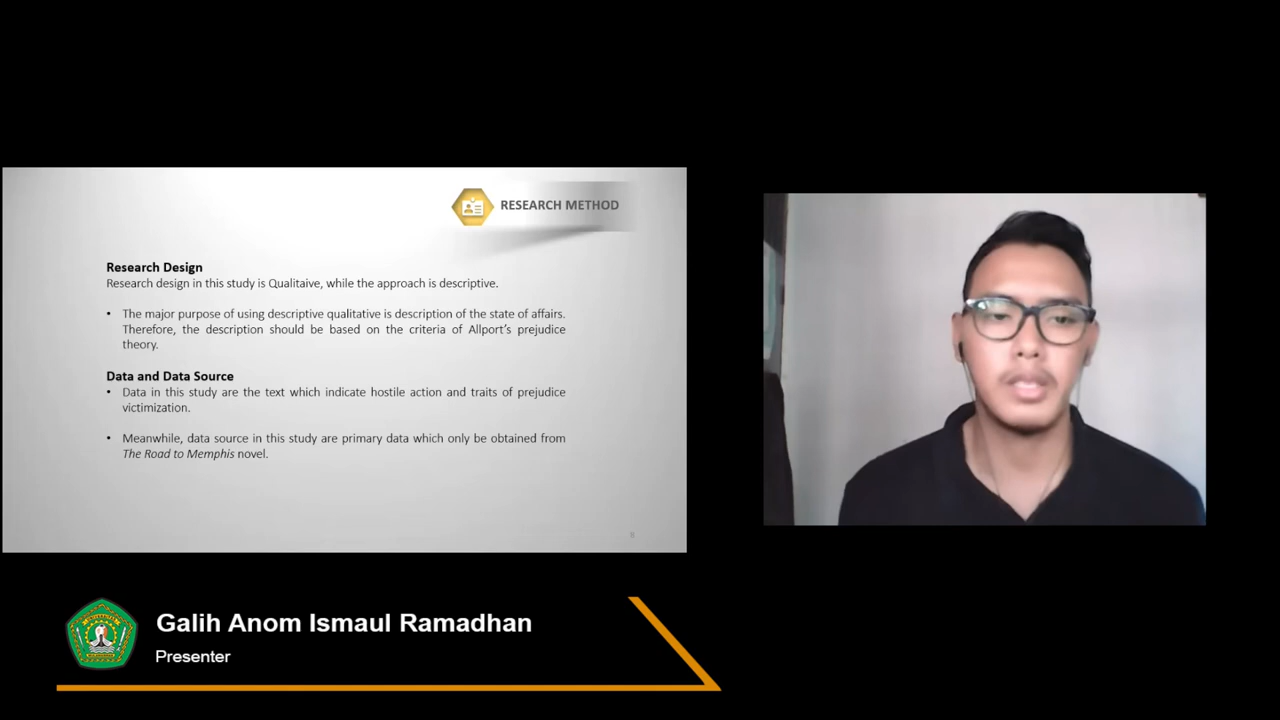 RESEARCH METHOD
Research Design
Research design in this study is Qualitaive, while the approach is descriptive.
• The major purpose of using descriptive qualitative is description of the state of affairs.
Therefore, the description should be based on the criteria of Allport’s prejudice
theory.
Data and Data Source
• Data in this study are the text which indicate hostile action and traits of prejudice
victimization.
• Meanwhile, data source in this study are primary data which only be obtained from
The Road to Memphis novel.
Galih Anom Ismaul Ramadhan
Presenter